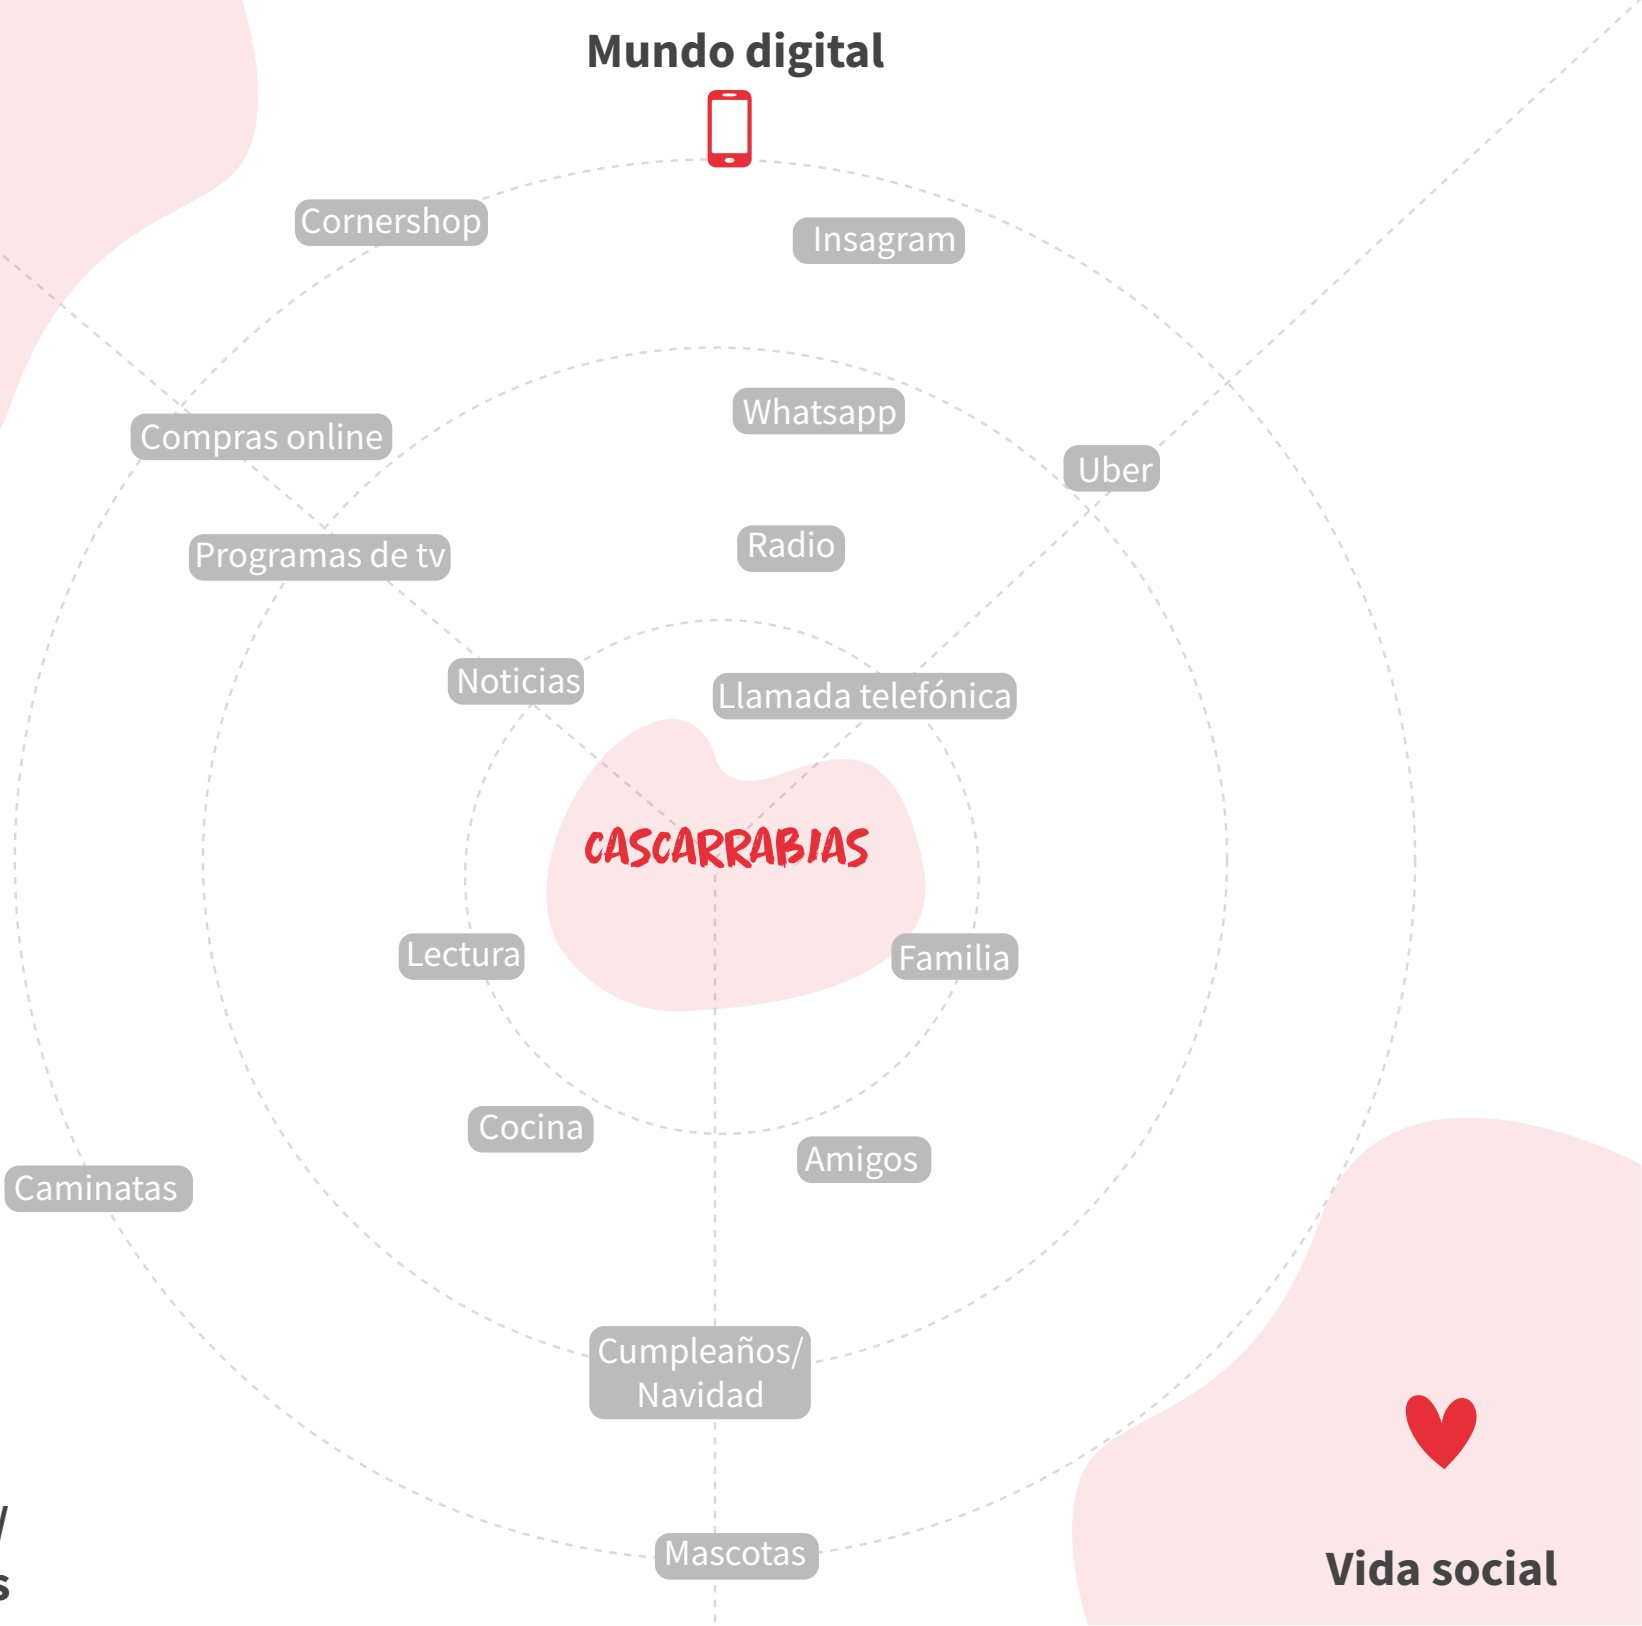 Mundo digital
Cornershop
Insagram
Whatsapp
Compras online
Uber
Programas de tv
Radio
Noticias
Llamada telefónica
CASCARRABIAS
Lectura
Familia
Cocina
Amigos
Caminatas
Cumpleaños/
Navidad
/
s
Mascotas
Vida social